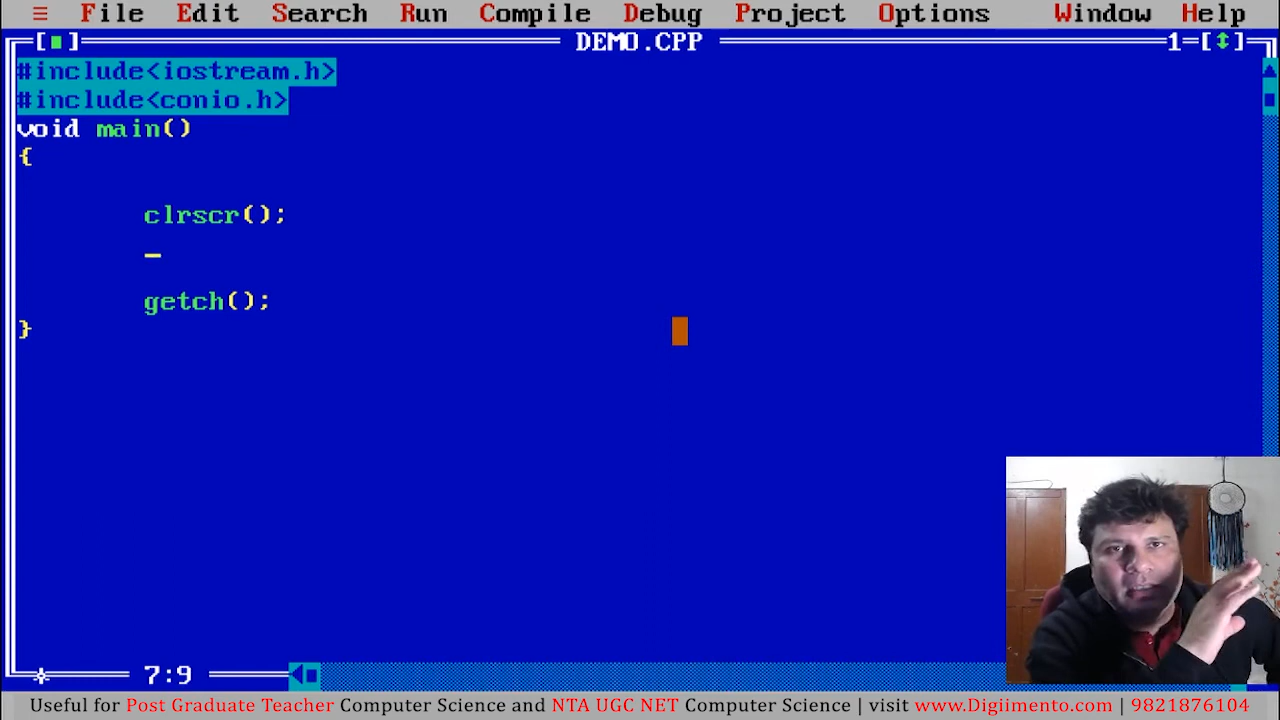 ≡ File Edit Search Run Compile Debug Project Options Window Help
[■] DEMO.CPP 1=[↕]
#include<iostream.h>
#include<conio.h>
void main()
{
clrscr();
getch();
}
7:9
Useful for Post Graduate Teacher Computer Science and NTA UGC NET Computer Science | visit www.Digiimento.com | 9821876104